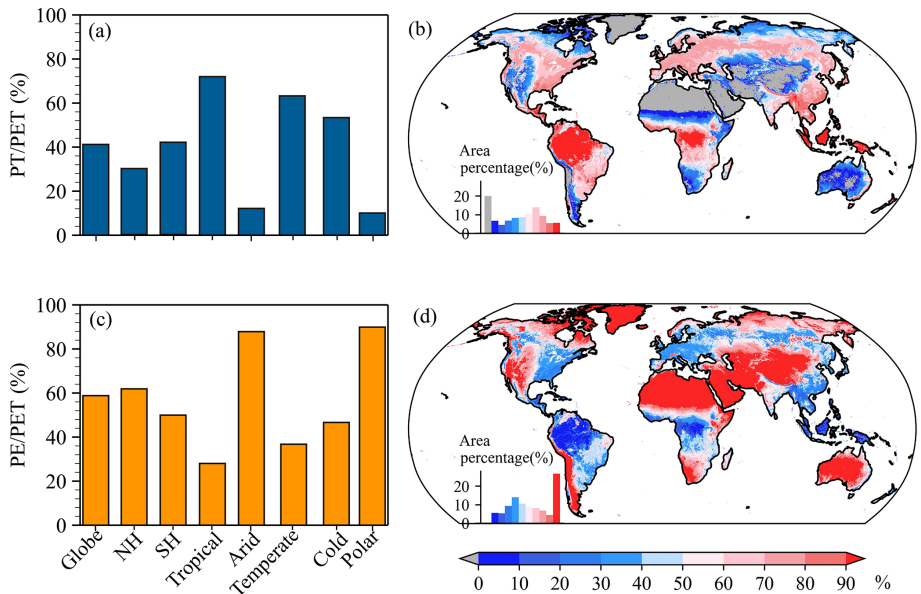 (a)
PT/PET (%)
100
80
60
40
20
0
(b)
Area
percentage(%)
20
10
0
(c)
PE/PET (%)
100
80
60
40
20
0
Globe
NH
SH
Tropical
Arid
Temperate
Cold
Polar
(d)
Area
percentage(%)
20
10
0
0 10 20 30 40 50 60 70 80 90 %